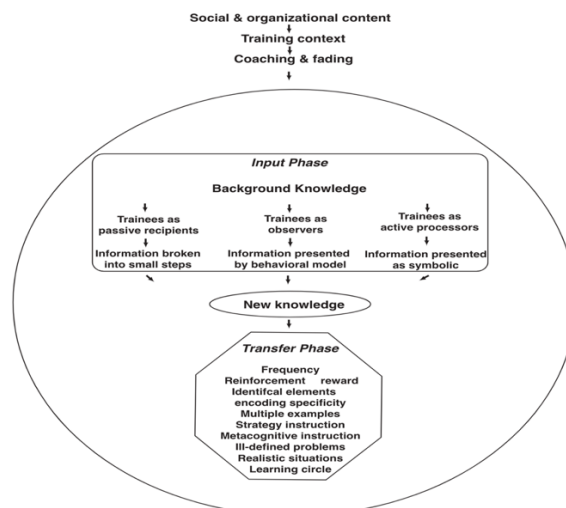 Social & organizational content
Training context
Coaching & fading
Input Phase
Background Knowledge
Trainees as
passive recipients
Information broken
into small steps
Trainees as
observers
Information presented
by behavioral model
Trainees as
active processors
Information presented
as symbolic
New knowledge
Transfer Phase
Frequency
Reinforcement reward
Identifcal elements
encoding specificity
Multiple examples
Strategy instruction
Metacognitive instruction
Ill-defined problems
Realistic situations
Learning circle